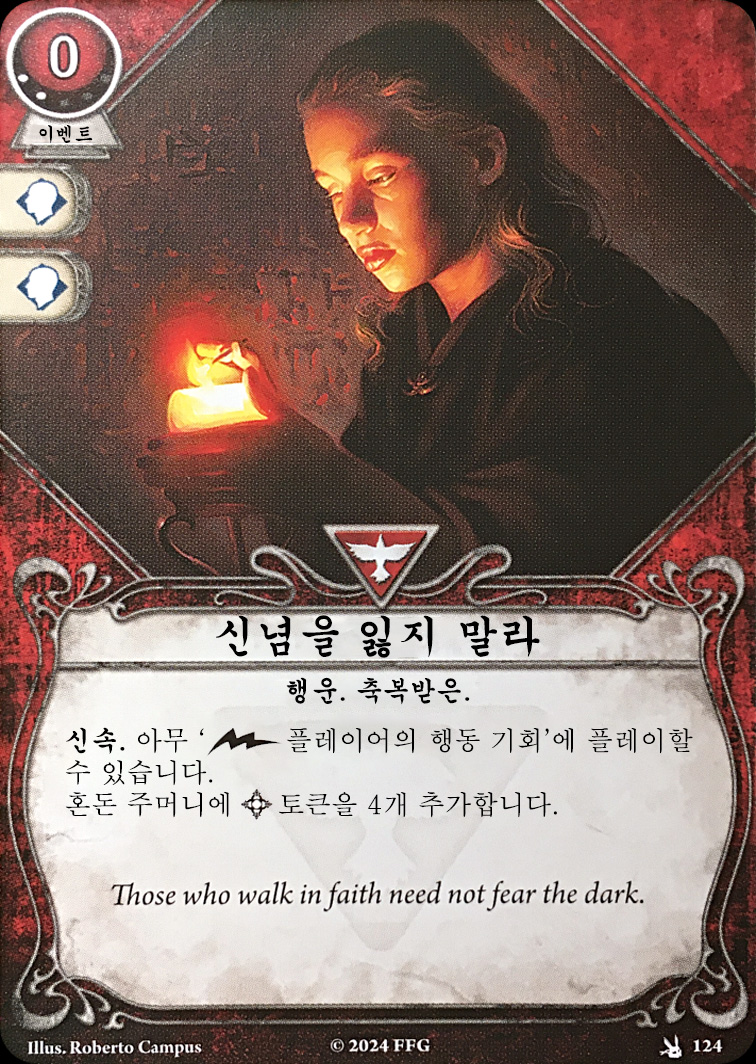 0
이벤트
신념을 잃지 말라
행운. 축복받은.
신속. 아무 ‘ 플레이어의 행동 기회’에 플레이할
수 있습니다.
혼돈 주머니에 토큰을 4개 추가합니다.
Those who walk in faith need not fear the dark.
Illus. Roberto Campus
© 2024 FFG
124